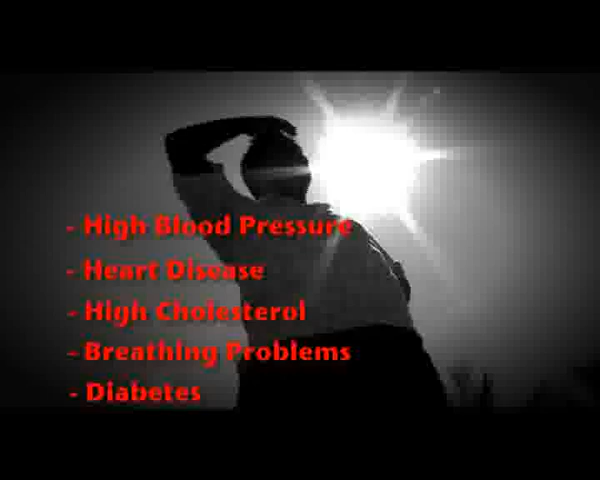 - High Blood Pressure
- Heart Disease
- High Cholesterol
- Breathing Problems
- Diabetes